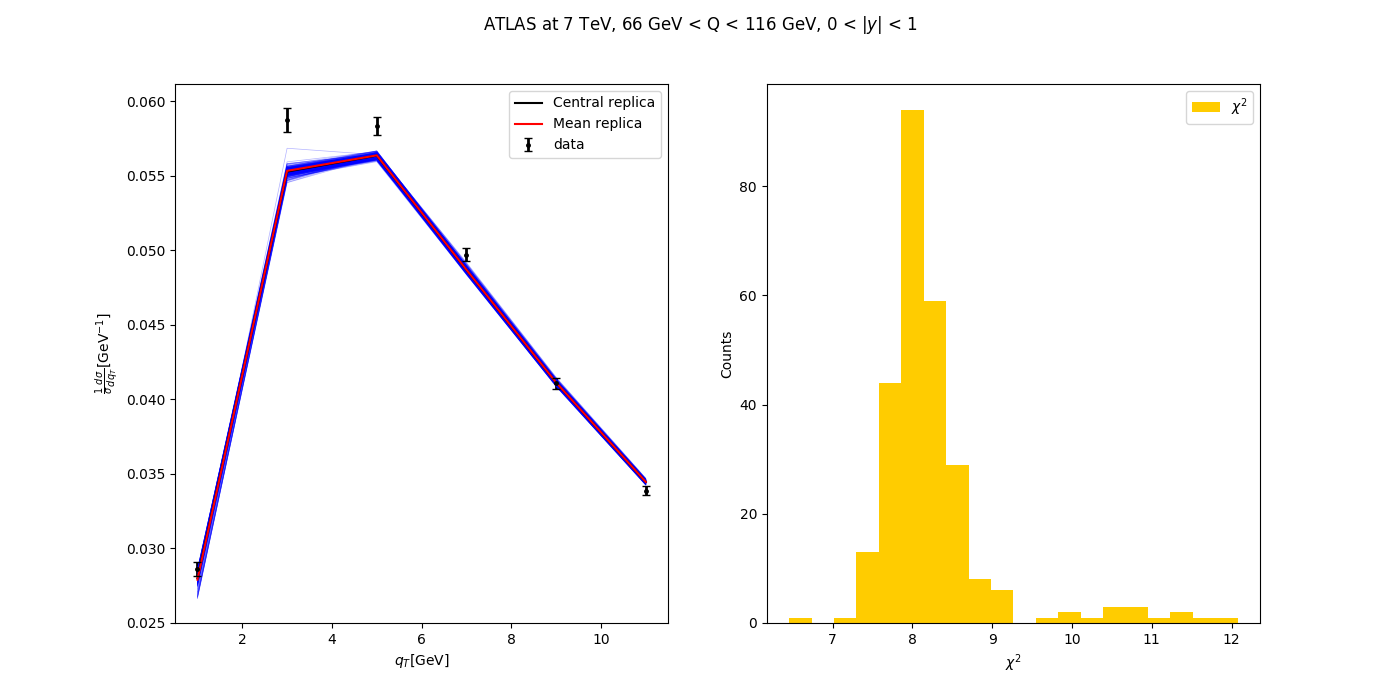 ATLAS at 7 TeV, 66 GeV < Q < 116 GeV, 0 < |y| < 1
0.060
0.055
0.050
0.045
0.040
0.035
0.030
0.025
1/σ dσ/dq_T [GeV⁻¹]
Central replica
Mean replica
data
2 4 6 8 10
q_T[GeV]
80
60
40
20
0
Counts
χ²
7 8 9 10 11 12
χ²